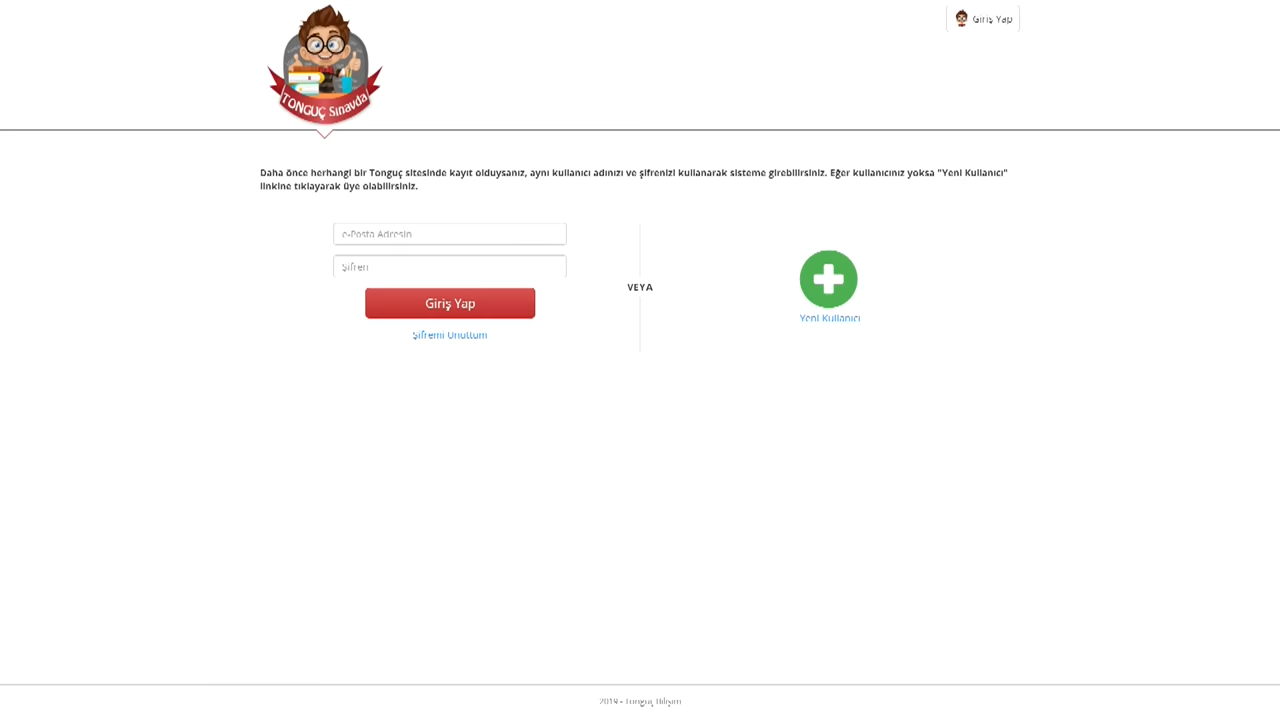 TONGUÇ Sınavda
Giriş Yap
Daha önce herhangi bir Tonguç sitesinde kayıt olduysanız, aynı kullanıcı adınızı ve şifrenizi kullanarak sisteme girebilirsiniz. Eğer kullanıcınız yoksa "Yeni Kullanıcı"
linkine tıklayarak üye olabilirsiniz.
e-Posta Adresin
Şifren
Giriş Yap
Şifremi Unuttum
VEYA
Yeni Kullanıcı
2019 - Tonguç Bilişim